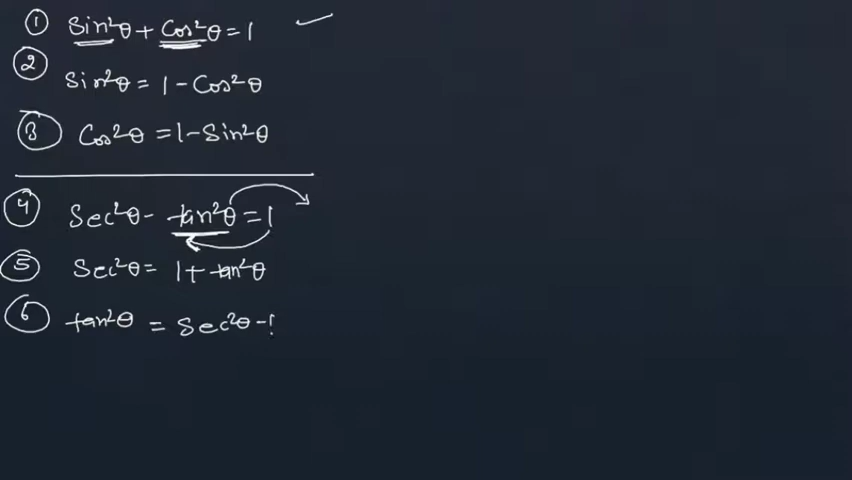 ① Sin²θ + Cos²θ = 1
② Sin²θ = 1 - Cos²θ
③ Cos²θ = 1 - Sin²θ
④ Sec²θ - tan²θ = 1
⑤ Sec²θ = 1 + tan²θ
⑥ tan²θ = Sec²θ - 1